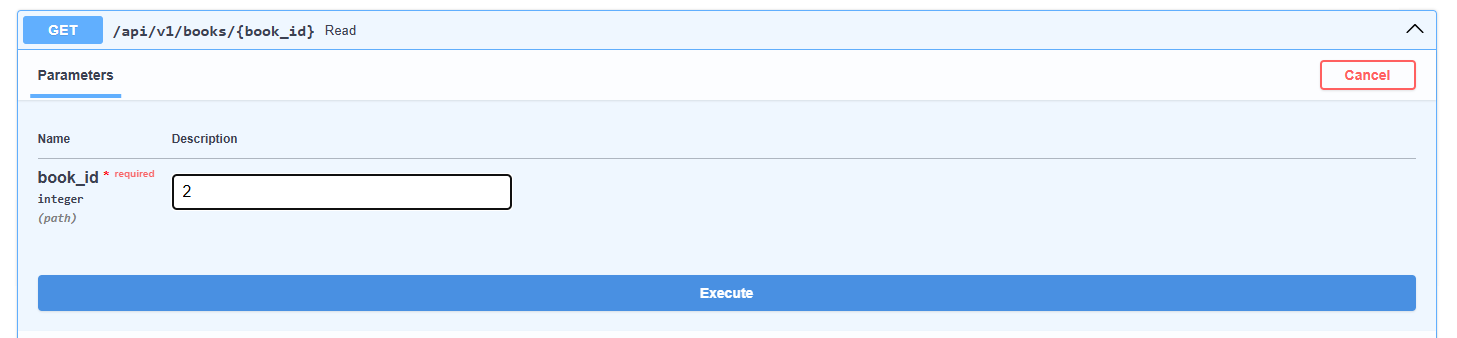 GET /api/v1/books/{book_id} Read
Parameters Cancel
Name Description
book_id * required 2
integer
(path)
Execute